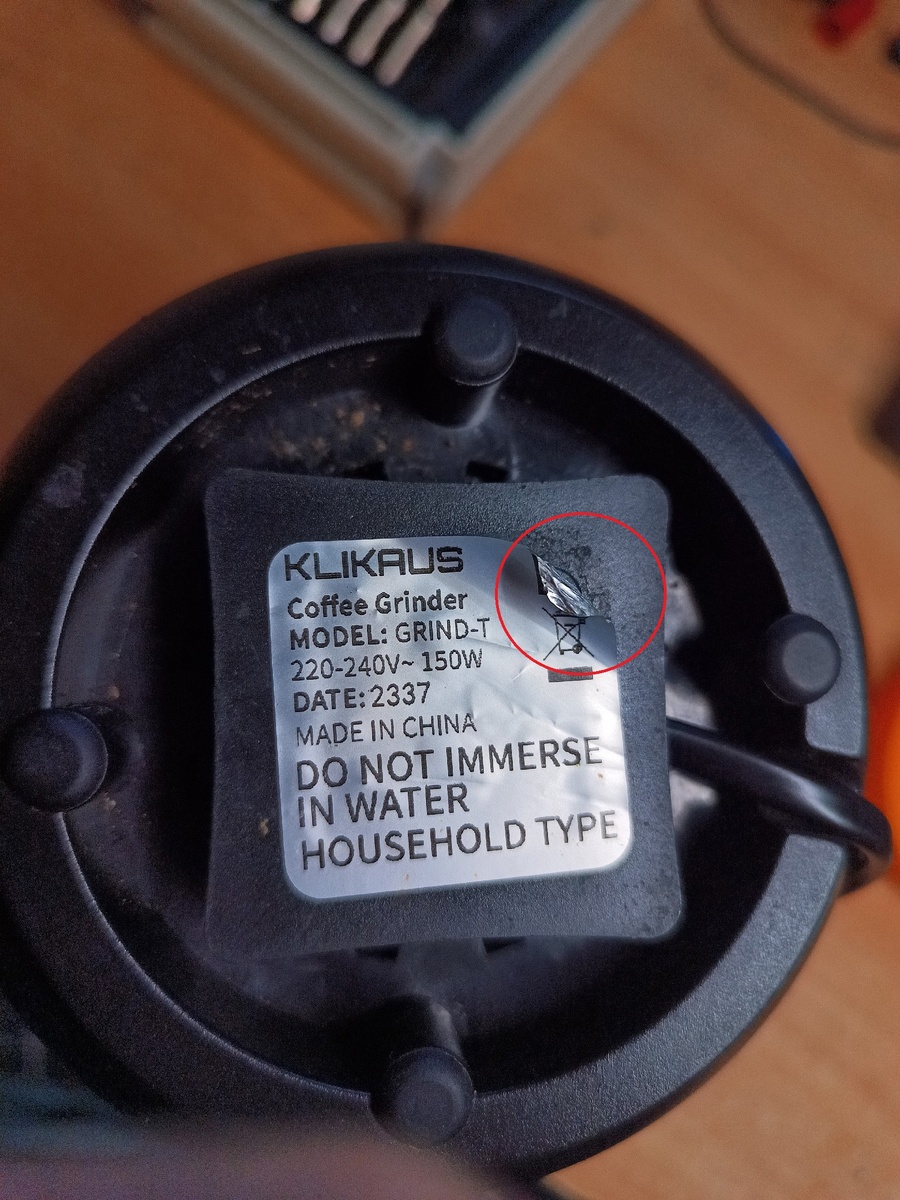 KLIKAUS
Coffee Grinder
MODEL: GRIND-T
220-240V~ 150W
DATE: 2337
MADE IN CHINA
DO NOT IMMERSE
IN WATER
HOUSEHOLD TYPE